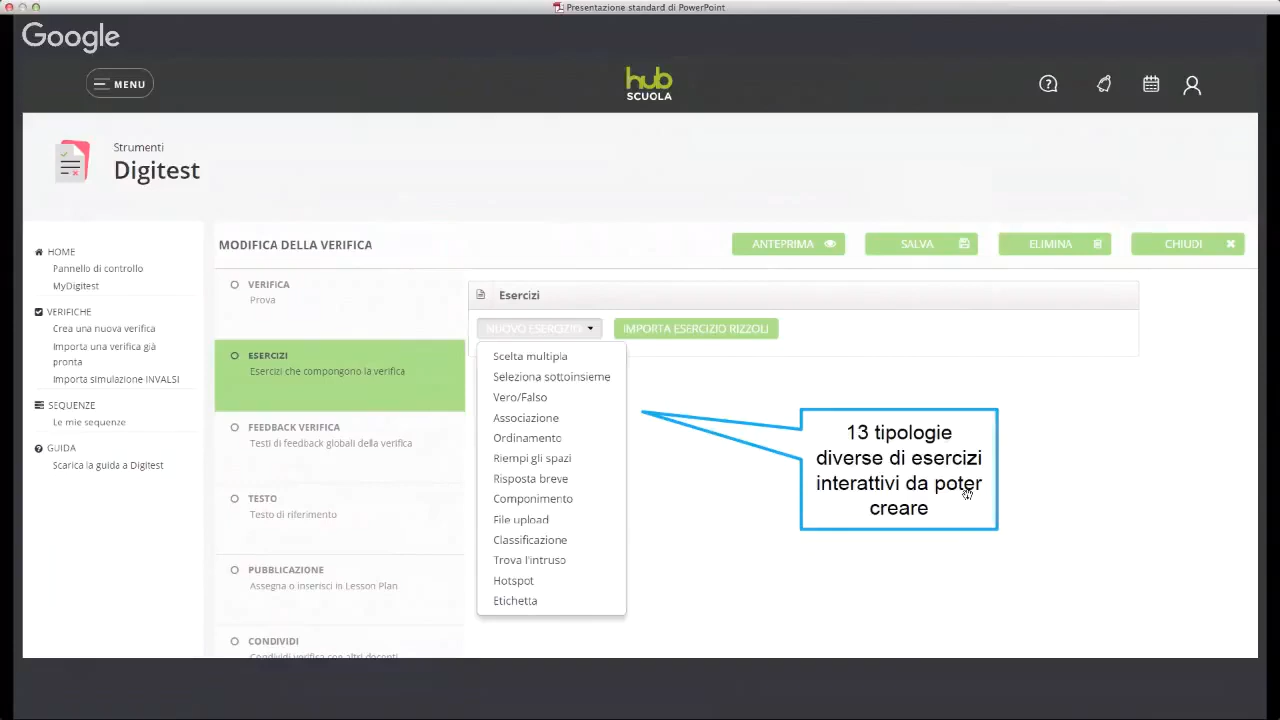 Presentazione standard di PowerPoint
Google
MENU
hub
SCUOLA
Strumenti
Digitest
HOME
Pannello di controllo
MyDigitest
VERIFICHE
Crea una nuova verifica
Importa una verifica già
pronta
Importa simulazione INVALSI
SEQUENZE
Le mie sequenze
GUIDA
Scarica la guida a Digitest
MODIFICA DELLA VERIFICA
ANTEPRIMA
SALVA
ELIMINA
CHIUDI
VERIFICA
Prova
ESERCIZI
Esercizi che compongono la verifica
FEEDBACK VERIFICA
Testi di feedback globali della verifica
TESTO
Testo di riferimento
PUBBLICAZIONE
Assegna o inserisci in Lesson Plan
CONDIVIDI
Condividi verifica con altri docenti
Esercizi
NUOVO ESERCIZIO
IMPORTA ESERCIZIO RIZZOLI
Scelta multipla
Seleziona sottoinsieme
Vero/Falso
Associazione
Ordinamento
Riempi gli spazi
Risposta breve
Componimento
File upload
Classificazione
Trova l'intruso
Hotspot
Etichetta
13 tipologie
diverse di esercizi
interattivi da poter
creare